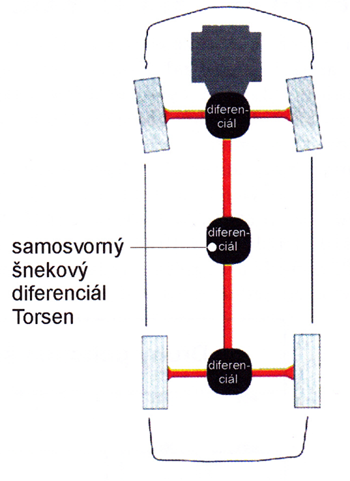 diferen-
ciál
diferen-
ciál
samosvorný
šnekový
diferenciál
Torsen
diferen-
ciál